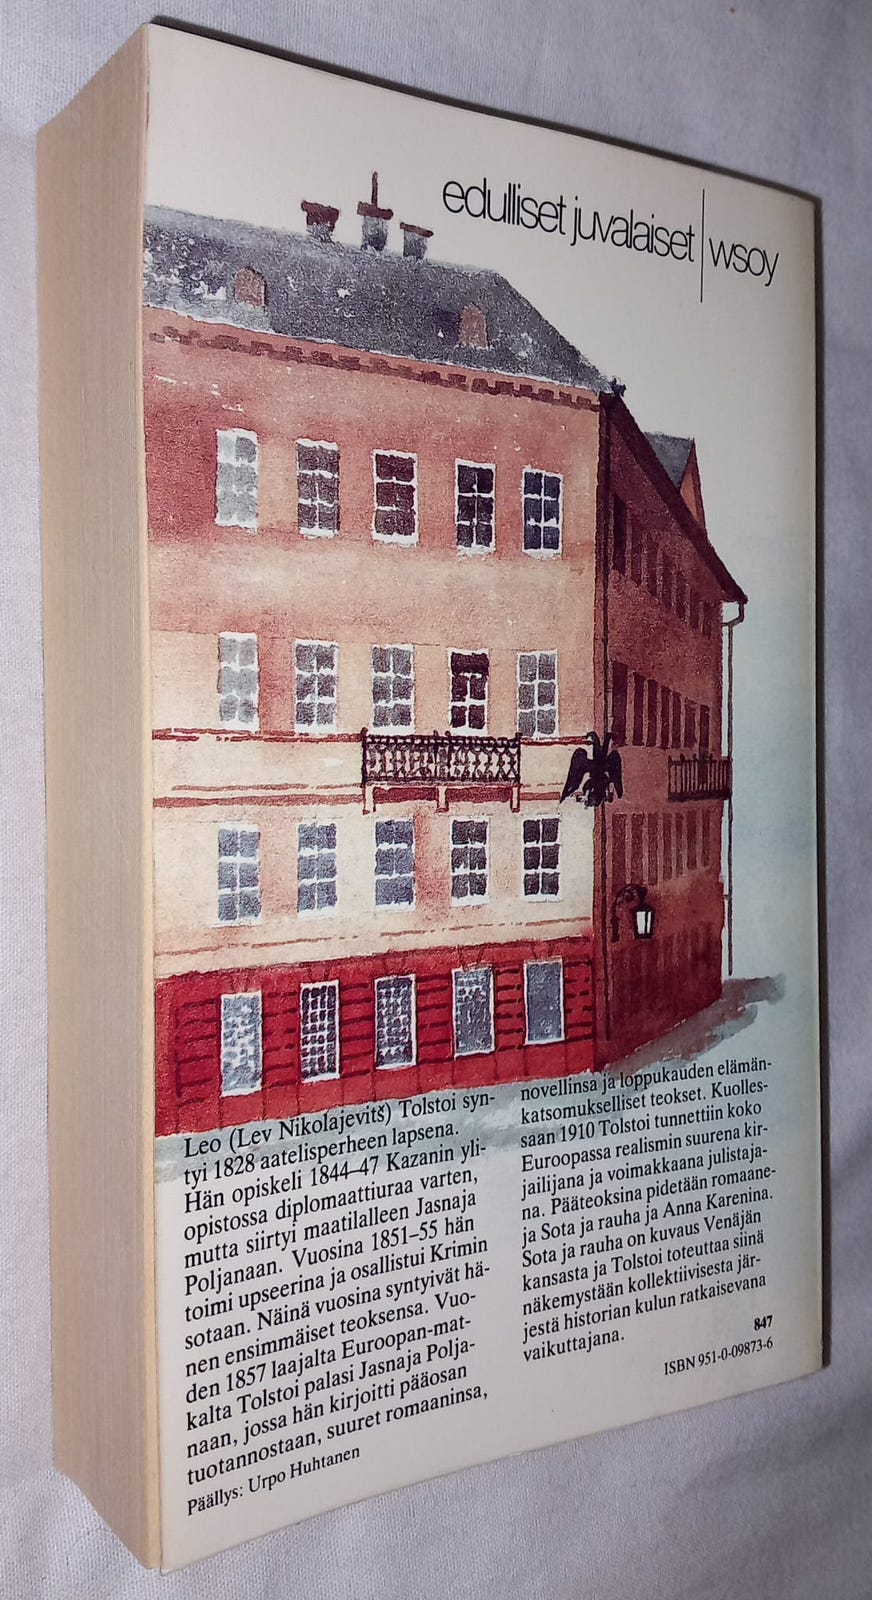 edulliset juvalaiset | wsoy
Leo (Lev Nikolajevitš) Tolstoi syn-
tyi 1828 aatelisperheen lapsena.
Hän opiskeli 1844–47 Kazanin yli-
opistossa diplomaattiuraa varten,
mutta siirtyi maatilalleen Jasnaja
Poljanaan. Vuosina 1851–55 hän
toimi upseerina ja osallistui Krimin
sotaan. Näinä vuosina syntyivät hä-
nen ensimmäiset teoksensa. Vuo-
den 1857 laajalta Euroopan-mat-
kalta Tolstoi palasi Jasnaja Polja-
naan, jossa hän kirjoitti pääosan
tuotannostaan, suuret romaaninsa,
novellinsa ja loppukauden elämän-
katsomukselliset teokset. Kuolles-
saan 1910 Tolstoi tunnettiin koko
Euroopassa realismin suurena kir-
jailijana ja voimakkaana julistaja-
na. Pääteoksina pidetään romaane-
ja Sota ja rauha ja Anna Karenina.
Sota ja rauha on kuvaus Venäjän
kansasta ja Tolstoi toteuttaa siinä
näkemystään kollektiivisesta jär-
jestä historian kulun ratkaisevana
vaikuttajana.
Päällys: Urpo Huhtanen
847
ISBN 951-0-09873-6